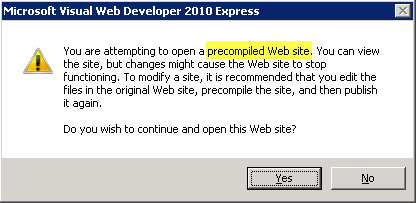 Microsoft Visual Web Developer 2010 Express
You are attempting to open a precompiled Web site. You can view
the site, but changes might cause the Web site to stop
functioning. To modify a site, it is recommended that you edit the
files in the original Web site, precompile the site, and then publish
it again.
Do you wish to continue and open this Web site?
Yes No